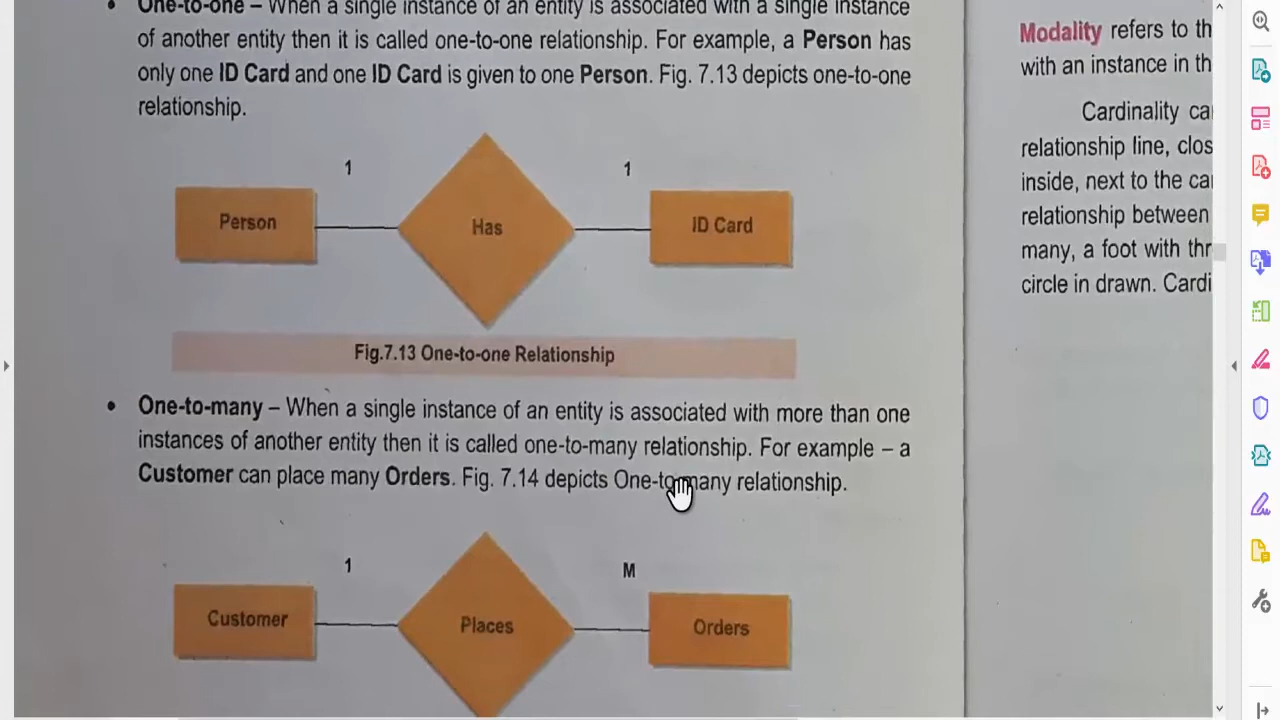 One-to-one – When a single instance of an entity is associated with a single instance
of another entity then it is called one-to-one relationship. For example, a Person has
only one ID Card and one ID Card is given to one Person. Fig. 7.13 depicts one-to-one
relationship.
1
1
Person
Has
ID Card
Fig.7.13 One-to-one Relationship
One-to-many – When a single instance of an entity is associated with more than one
instances of another entity then it is called one-to-many relationship. For example – a
Customer can place many Orders. Fig. 7.14 depicts One-to-many relationship.
1
M
Customer
Places
Orders
Modality refers to th
with an instance in th
Cardinality ca
relationship line, clos
inside, next to the ca
relationship between
many, a foot with thr
circle in drawn. Cardi